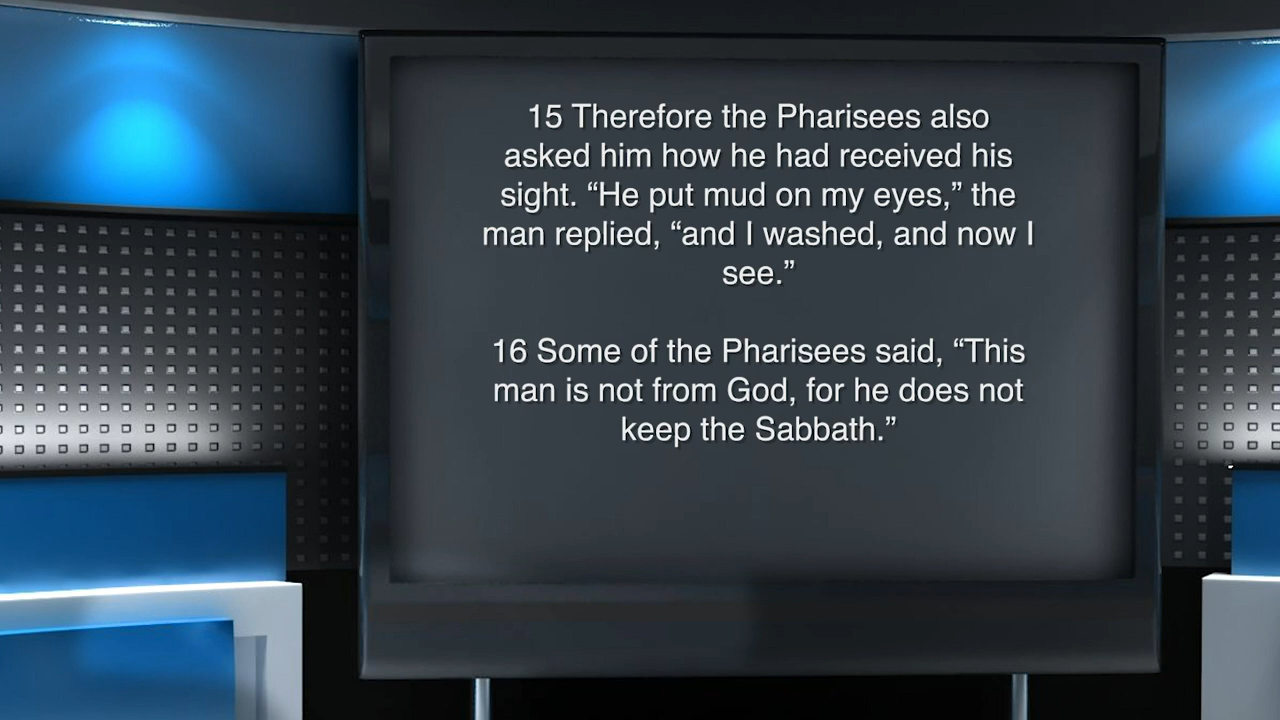 15 Therefore the Pharisees also
asked him how he had received his
sight. “He put mud on my eyes,” the
man replied, “and I washed, and now I
see.”
16 Some of the Pharisees said, “This
man is not from God, for he does not
keep the Sabbath.”